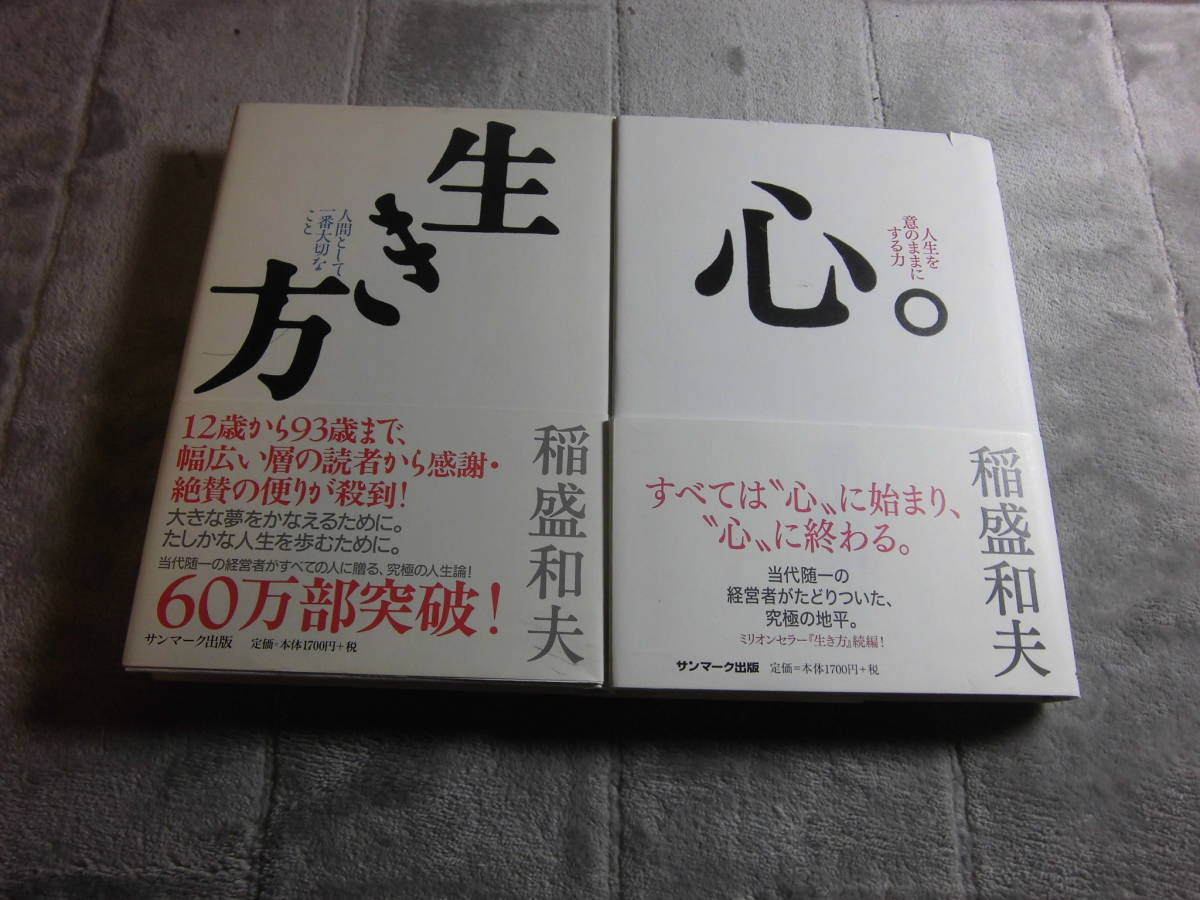 生き方
人間として
一番大切な
こと
12歳から93歳まで、
幅広い層の読者から感謝・
絶賛の便りが殺到！
大きな夢をかなえるために。
たしかな人生を歩むために。
当代随一の経営者がすべての人に贈る、究極の人生論！
60万部突破！
サンマーク出版 定価=本体1700円+税
稲盛和夫
心。
人生を
意のままに
する力
すべては〝心〟に始まり、
〝心〟に終わる。
当代随一の
経営者がたどりついた、
究極の地平。
ミリオンセラー『生き方』続編！
サンマーク出版 定価=本体1700円+税
稲盛和夫